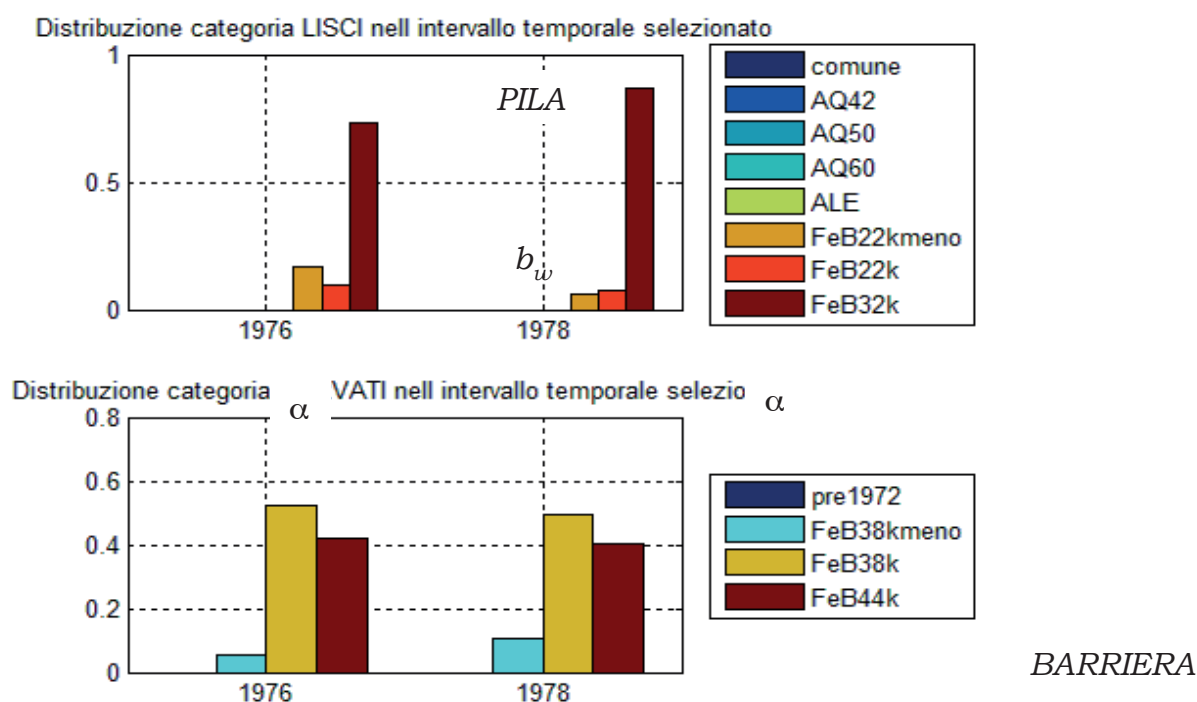 Distribuzione categoria LISCI nell intervallo temporale selezionato
1
0.5
0
PILA
b_w
1976
1978
comune
AQ42
AQ50
AQ60
ALE
FeB22kmeno
FeB22k
FeB32k
Distribuzione categoria VATI nell intervallo temporale selezio
α
α
0.8
0.6
0.4
0.2
0
1976
1978
pre1972
FeB38kmeno
FeB38k
FeB44k
BARRIERA